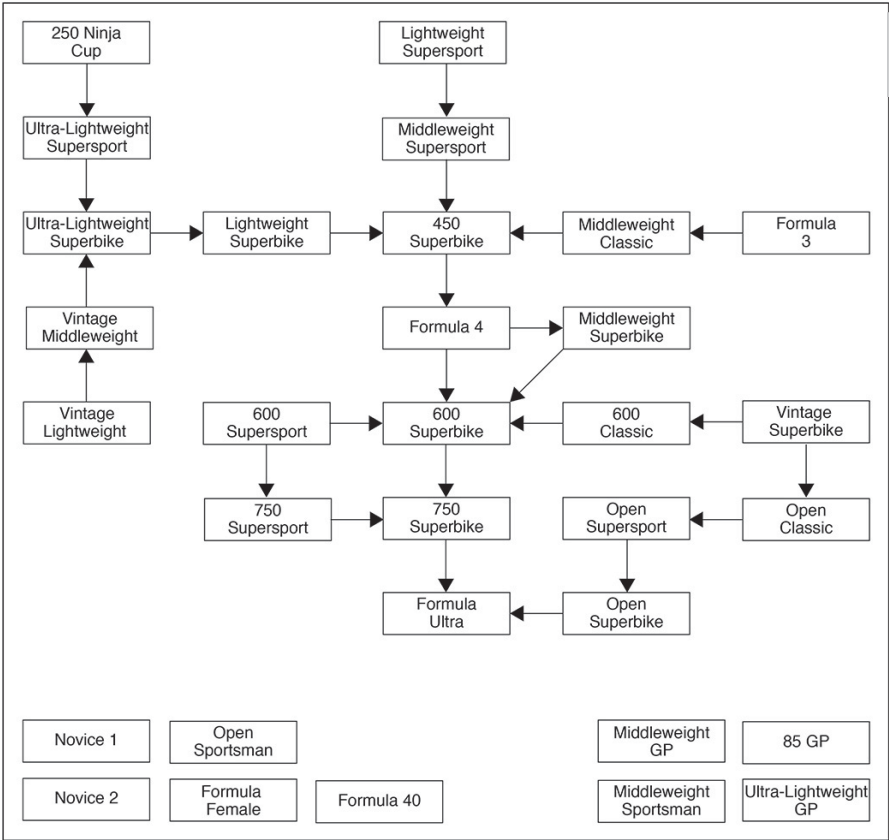 250 Ninja
Cup
Lightweight
Supersport
Ultra-Lightweight
Supersport
Middleweight
Supersport
Ultra-Lightweight
Superbike
Lightweight
Superbike
450
Superbike
Middleweight
Classic
Formula
3
Vintage
Middleweight
Formula 4
Middleweight
Superbike
Vintage
Lightweight
600
Supersport
600
Superbike
600
Classic
Vintage
Superbike
750
Supersport
750
Superbike
Open
Supersport
Open
Classic
Formula
Ultra
Open
Superbike
Novice 1
Open
Sportsman
Middleweight
GP
85 GP
Novice 2
Formula
Female
Formula 40
Middleweight
Sportsman
Ultra-Lightweight
GP